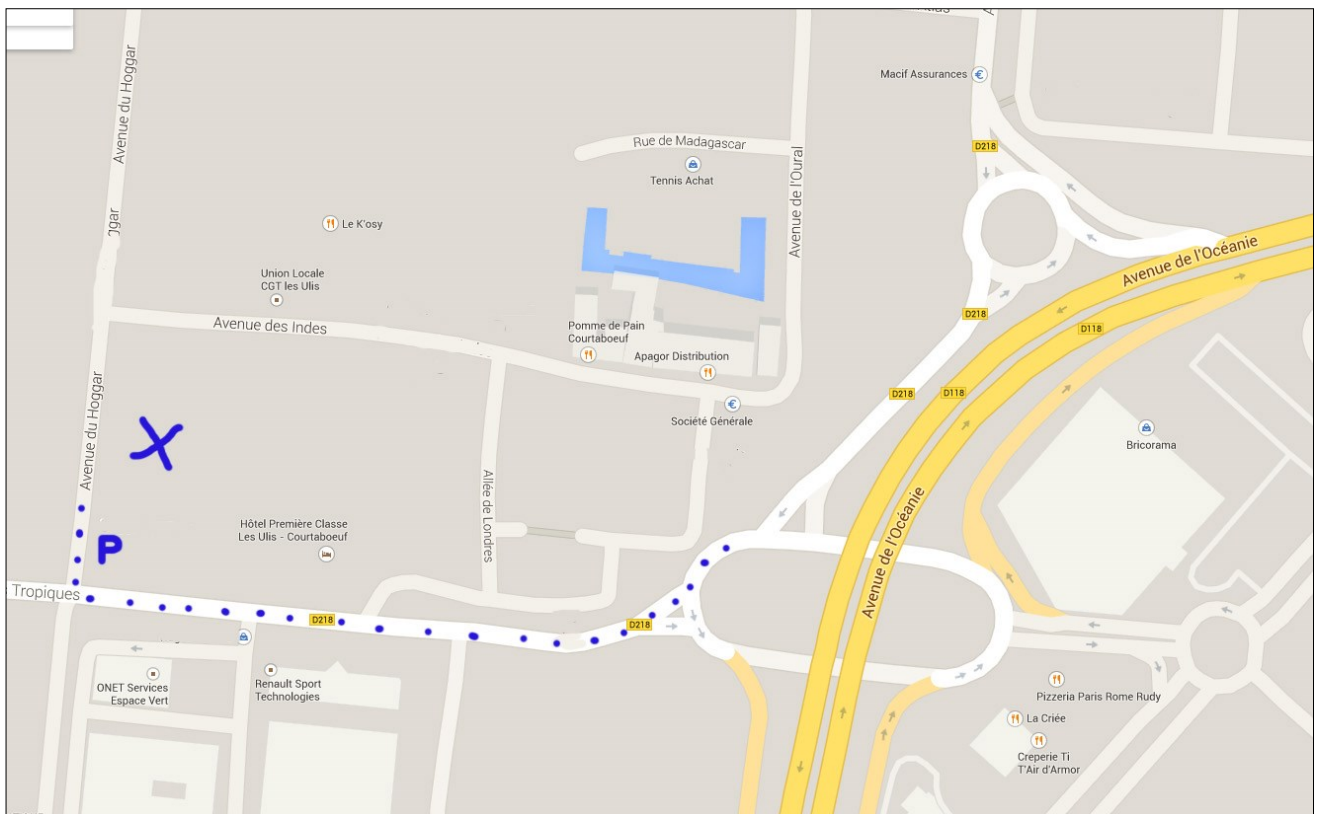 Macif Assurances
D218
Avenue du Hoggar
Rue de Madagascar
Tennis Achat
Avenue de l'Oural
Le K'osy
ggar
Avenue de l'Océanie
Union Locale
CGT les Ulis
Avenue des Indes
D218
D118
Pomme de Pain
Courtaboeuf
Apagor Distribution
D218
D118
Société Générale
Avenue du Hoggar
Bricorama
Allée de Londres
Avenue de l'Océanie
Hôtel Première Classe
Les Ulis - Courtaboeuf
X
P
Tropiques
D218
D218
ONET Services
Espace Vert
Renault Sport
Technologies
Pizzeria Paris Rome Rudy
La Criée
Creperie Ti
T'Air d'Armor